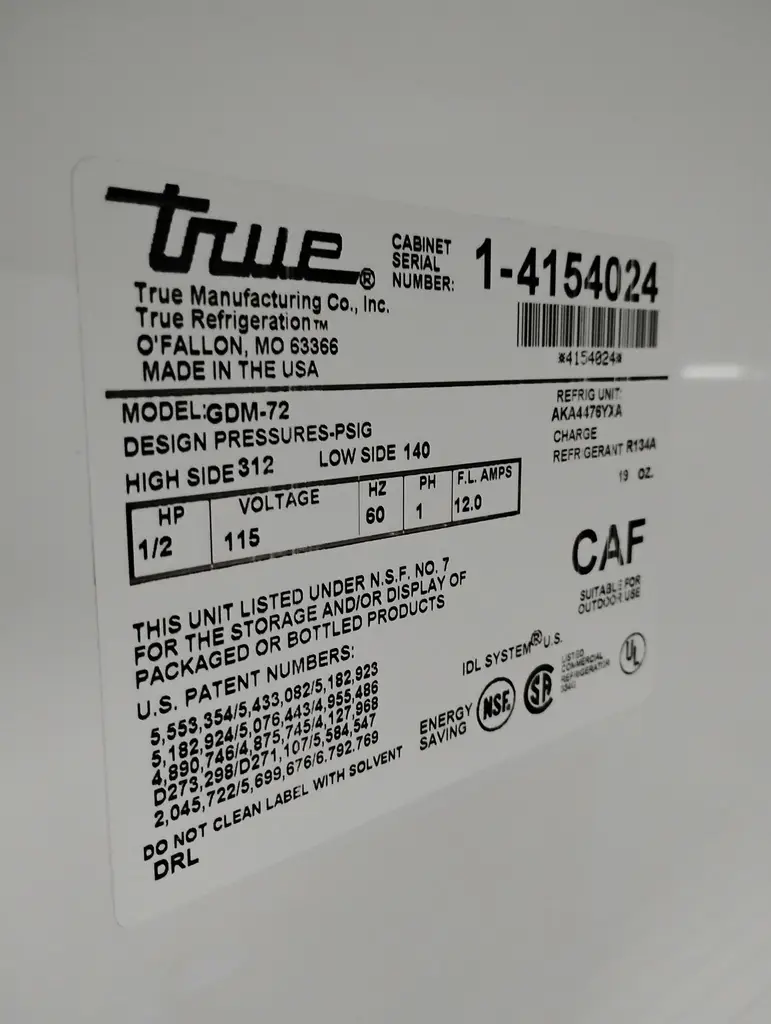 True®
True Manufacturing Co., Inc.
True Refrigeration™
O'FALLON, MO 63366
MADE IN THE USA
CABINET
SERIAL
NUMBER:
1-4154024
*4154024*
MODEL:GDM-72
DESIGN PRESSURES-PSIG
HIGH SIDE 312 LOW SIDE 140
REFRIG UNIT:
AKA4476YXA
CHARGE
REFRIGERANT R134A
19 OZ.
HP VOLTAGE HZ PH F.L. AMPS
1/2 115 60 1 12.0
CAF
SUITABLE FOR
OUTDOOR USE
THIS UNIT LISTED UNDER N.S.F. NO. 7
FOR THE STORAGE AND/OR DISPLAY OF
PACKAGED OR BOTTLED PRODUCTS
U.S. PATENT NUMBERS:
5,553,354/5,433,082/5,182,923
5,182,924/5,076,443/4,955,486
4,890,746/4,875,745/4,127,968
D273,298/D271,107/5,584,547
2,045,722/5,699,676/6.792.769
IDL SYSTEM® U.S.
ENERGY
SAVING
NSF.
SA
LISTED
COMMERCIAL
REFRIGERATOR
UL
DO NOT CLEAN LABEL WITH SOLVENT
DRL